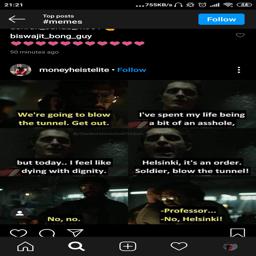 21:21
...755KB/s
Top posts
#memes
Follow
biswajit_bong_guy
50 minutes ago
moneyheistelite • Follow
We're going to blow
the tunnel. Get out.
I've spent my life being
a bit of an asshole,
but today.. I feel like
dying with dignity.
Helsinki, it's an order.
Soldier, blow the tunnel!
No, no.
-Professor...
-No, Helsinki!